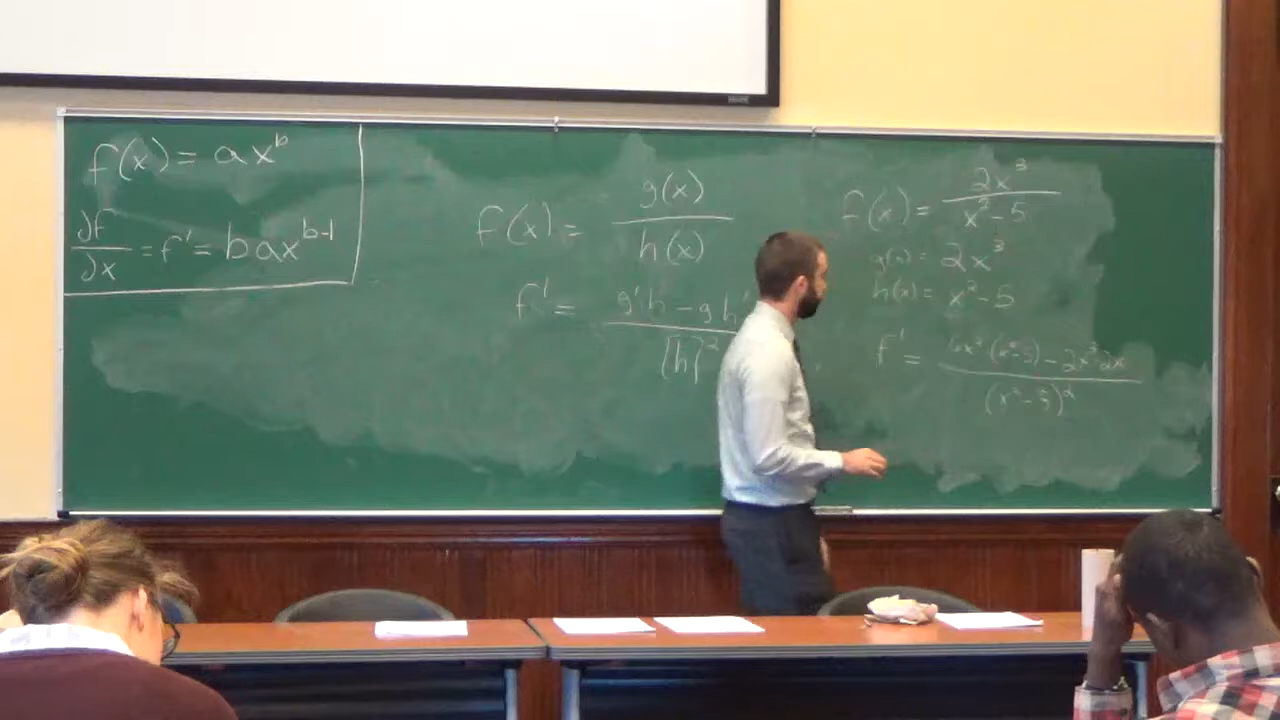 f(x) = ax^b
∂f/∂x = f' = bax^{b-1}
f(x) = g(x)/h(x)
f' = (g'h - gh')/[h]^2
f(x) = 2x^3/(x^2-5)
g(x) = 2x^3
h(x) = x^2-5
f' = (6x^2(x^2-5) - 2x^3 2x)/(x^2-5)^2